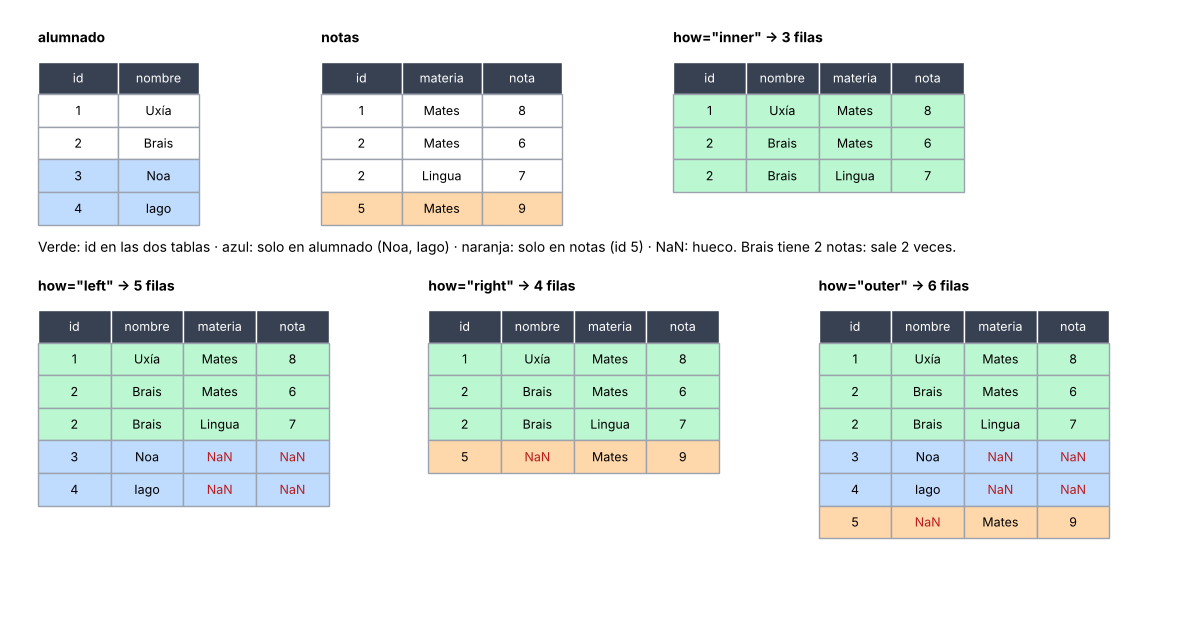 alumnado
id nombre
1 Uxía
2 Brais
3 Noa
4 Iago
notas
id materia nota
1 Mates 8
2 Mates 6
2 Lingua 7
5 Mates 9
how="inner" → 3 filas
id nombre materia nota
1 Uxía Mates 8
2 Brais Mates 6
2 Brais Lingua 7
Verde: id en las dos tablas · azul: solo en alumnado (Noa, Iago) · naranja: solo en notas (id 5) · NaN: hueco. Brais tiene 2 notas: sale 2 veces.
how="left" → 5 filas
id nombre materia nota
1 Uxía Mates 8
2 Brais Mates 6
2 Brais Lingua 7
3 Noa NaN NaN
4 Iago NaN NaN
how="right" → 4 filas
id nombre materia nota
1 Uxía Mates 8
2 Brais Mates 6
2 Brais Lingua 7
5 NaN Mates 9
how="outer" → 6 filas
id nombre materia nota
1 Uxía Mates 8
2 Brais Mates 6
2 Brais Lingua 7
3 Noa NaN NaN
4 Iago NaN NaN
5 NaN Mates 9